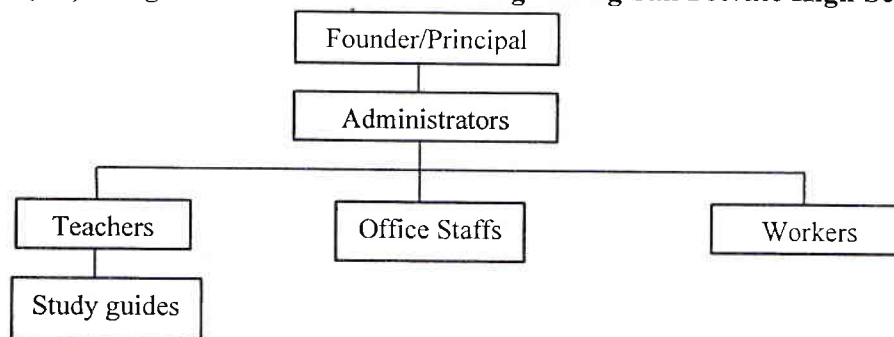 Founder/Principal
Administrators
Teachers
Office Staffs
Workers
Study guides